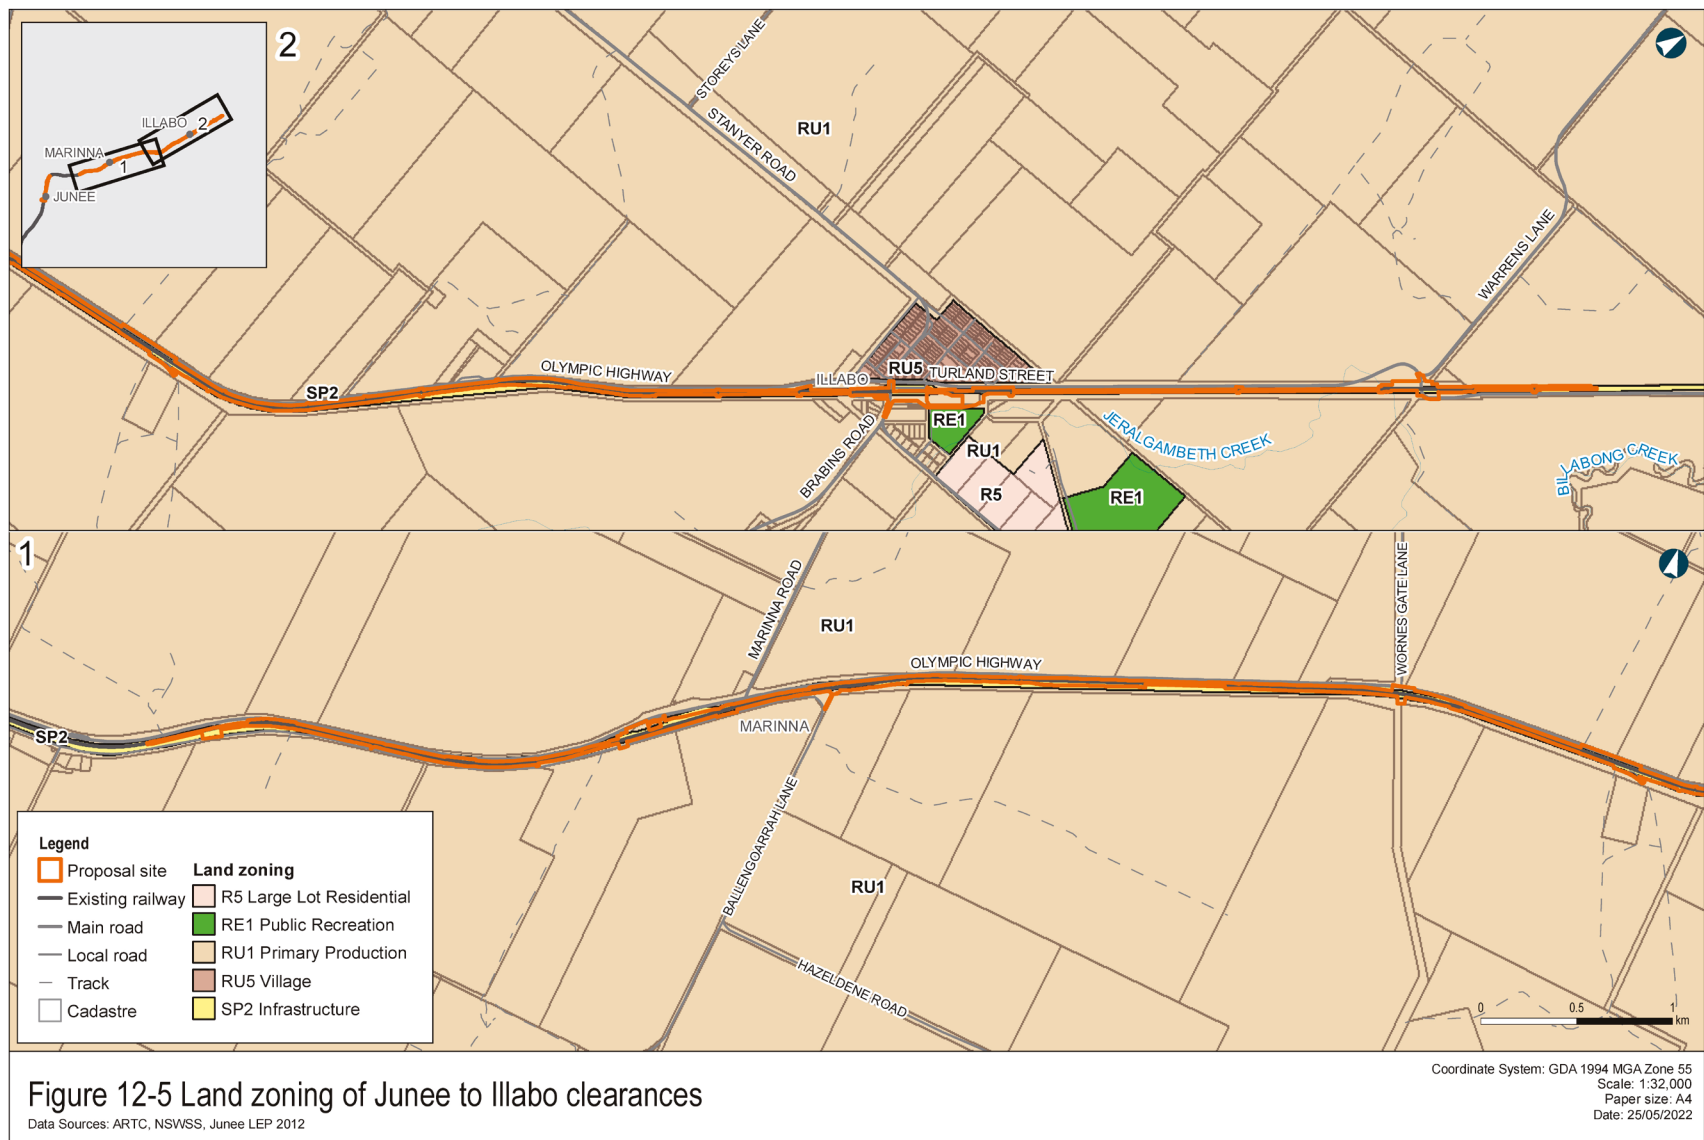 2
ILLABO
2
MARINNA
1
JUNEE
STOREYS LANE
STANYER ROAD
RU1
WARRENS LANE
OLYMPIC HIGHWAY
SP2
RU5
ILLABO
TURLAND STREET
RE1
BRABINS ROAD
RU1
R5
JERALGAMBETH CREEK
RE1
BILLABONG CREEK
1
MARINNA ROAD
RU1
OLYMPIC HIGHWAY
WORNES GATE LANE
SP2
MARINNA
BALLENGOARRAH LANE
RU1
HAZELDENE ROAD
Legend
Proposal site
Existing railway
Main road
Local road
Track
Cadastre
Land zoning
R5 Large Lot Residential
RE1 Public Recreation
RU1 Primary Production
RU5 Village
SP2 Infrastructure
0 0.5 1
km
Figure 12-5 Land zoning of Junee to Illabo clearances
Data Sources: ARTC, NSWSS, Junee LEP 2012
Coordinate System: GDA 1994 MGA Zone 55
Scale: 1:32,000
Paper size: A4
Date: 25/05/2022